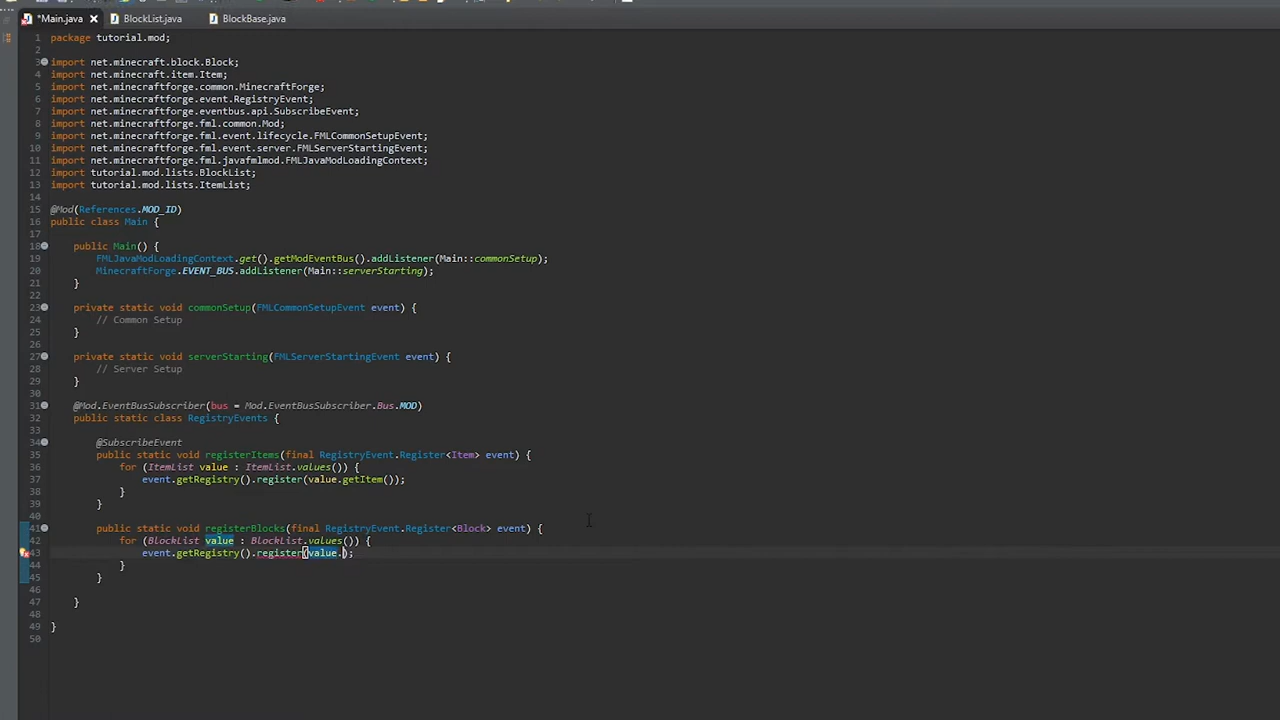 *Main.java
BlockList.java
BlockBase.java
1 package tutorial.mod;
2
3 import net.minecraft.block.Block;
4 import net.minecraft.item.Item;
5 import net.minecraftforge.common.MinecraftForge;
6 import net.minecraftforge.event.RegistryEvent;
7 import net.minecraftforge.eventbus.api.SubscribeEvent;
8 import net.minecraftforge.fml.common.Mod;
9 import net.minecraftforge.fml.event.lifecycle.FMLCommonSetupEvent;
10 import net.minecraftforge.fml.event.server.FMLServerStartingEvent;
11 import net.minecraftforge.fml.javafmlmod.FMLJavaModLoadingContext;
12 import tutorial.mod.lists.BlockList;
13 import tutorial.mod.lists.ItemList;
14
15 @Mod(References.MOD_ID)
16 public class Main {
17
18 public Main() {
19 FMLJavaModLoadingContext.get().getModEventBus().addListener(Main::commonSetup);
20 MinecraftForge.EVENT_BUS.addListener(Main::serverStarting);
21 }
22
23 private static void commonSetup(FMLCommonSetupEvent event) {
24 // Common Setup
25 }
26
27 private static void serverStarting(FMLServerStartingEvent event) {
28 // Server Setup
29 }
30
31 @Mod.EventBusSubscriber(bus = Mod.EventBusSubscriber.Bus.MOD)
32 public static class RegistryEvents {
33
34 @SubscribeEvent
35 public static void registerItems(final RegistryEvent.Register<Item> event) {
36 for (ItemList value : ItemList.values()) {
37 event.getRegistry().register(value.getItem());
38 }
39 }
40
41 public static void registerBlocks(final RegistryEvent.Register<Block> event) {
42 for (BlockList value : BlockList.values()) {
43 event.getRegistry().register(value.);
44 }
45 }
46
47 }
48
49 }
50